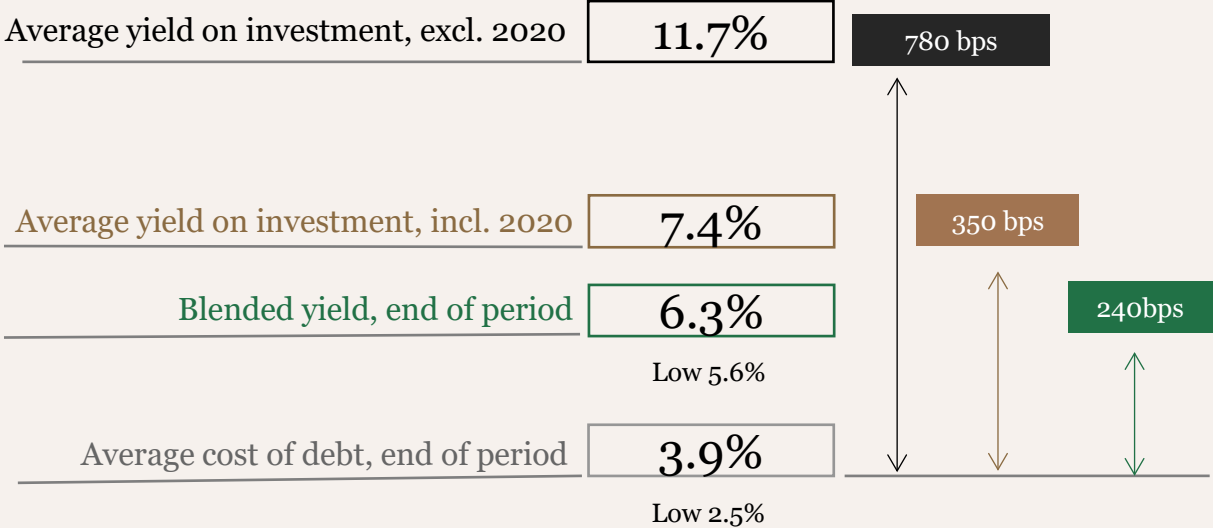 Average yield on investment, excl. 2020 11.7% 780 bps
Average yield on investment, incl. 2020 7.4% 350 bps
Blended yield, end of period 6.3% 240bps
Low 5.6%
Average cost of debt, end of period 3.9%
Low 2.5%